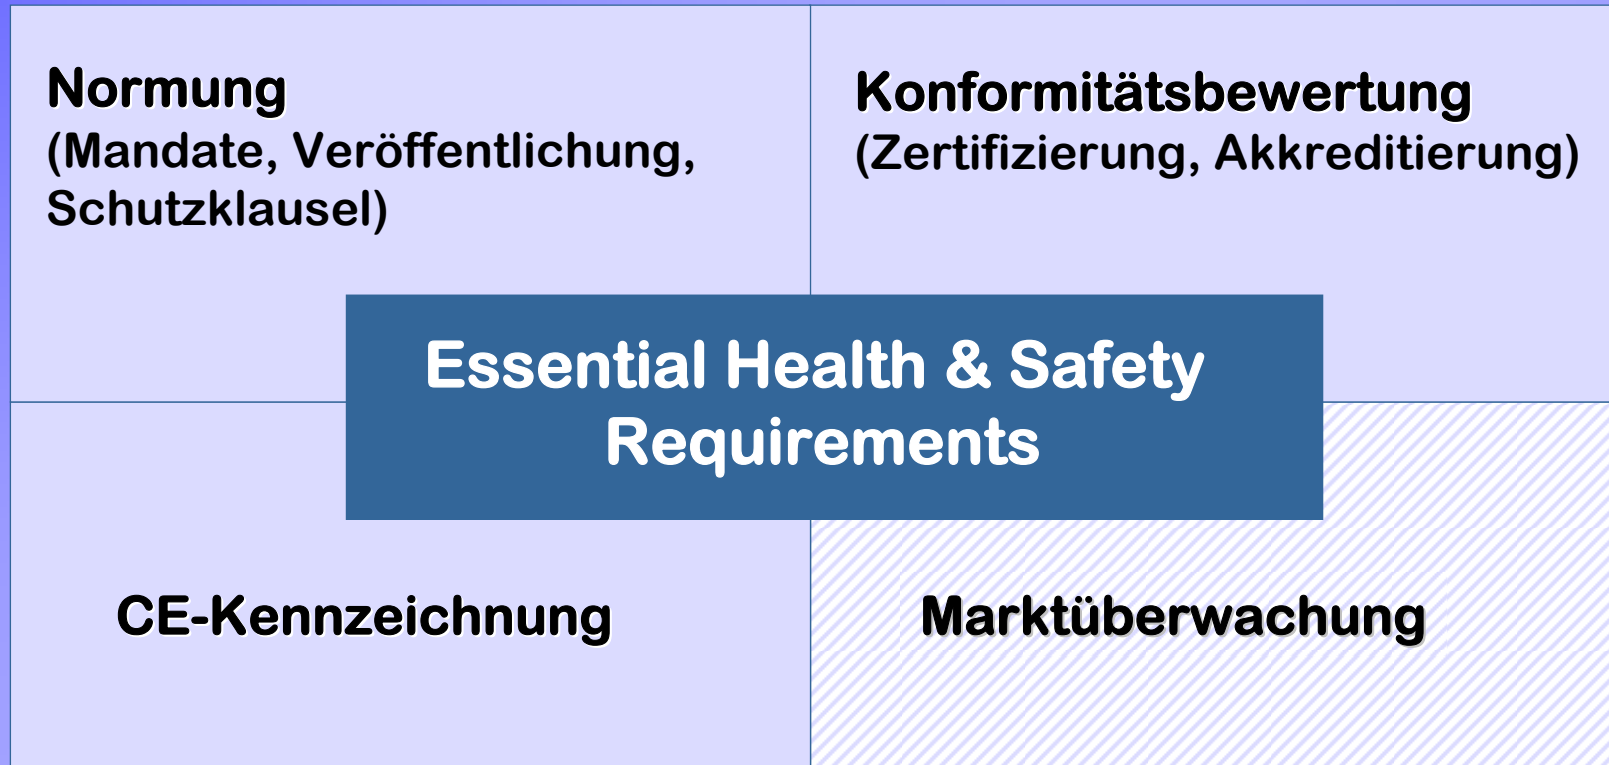 Normung
(Mandate, Veröffentlichung,
Schutzklausel)
Konformitätsbewertung
(Zertifizierung, Akkreditierung)
Essential Health & Safety
Requirements
CE-Kennzeichnung
Marktüberwachung